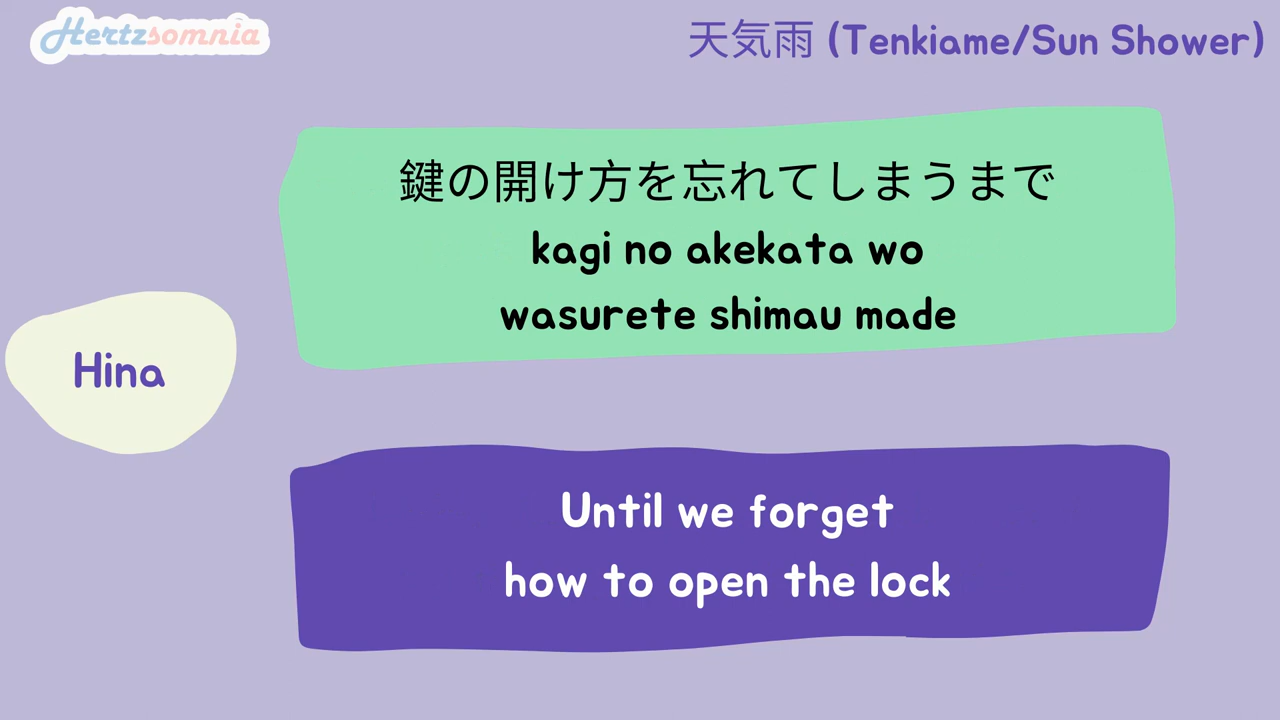 Hertzsomnia
天気雨 (Tenkiame/Sun Shower)
鍵の開け方を忘れてしまうまで
kagi no akekata wo
wasurete shimau made
Hina
Until we forget
how to open the lock